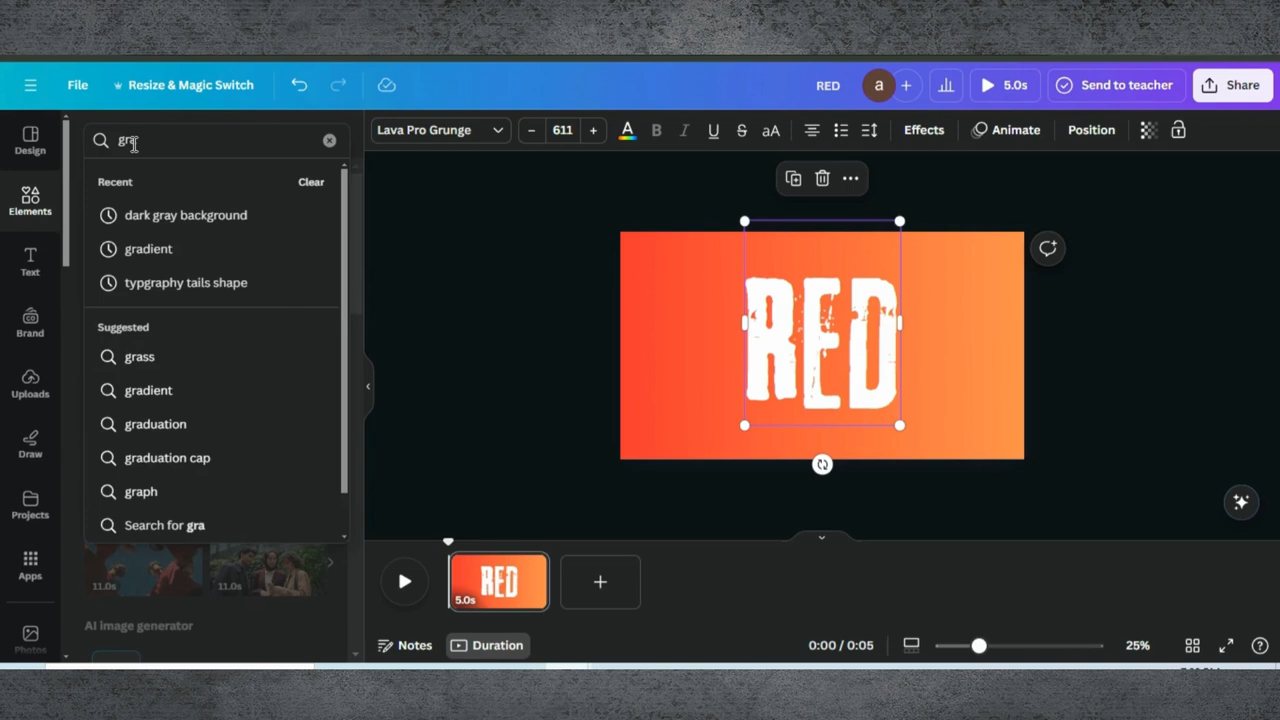 File
Resize & Magic Switch
RED
a
5.0s
Send to teacher
Share
Design
Elements
Text
Brand
Uploads
Draw
Projects
Apps
Photos
gra
Recent
Clear
dark gray background
gradient
typgraphy tails shape
Suggested
grass
gradient
graduation
graduation cap
graph
Search for gra
11.0s
11.0s
AI image generator
Lava Pro Grunge
– 611 +
A B I U S aA
Effects
Animate
Position
RED
RED
5.0s
Notes
Duration
0:00 / 0:05
25%